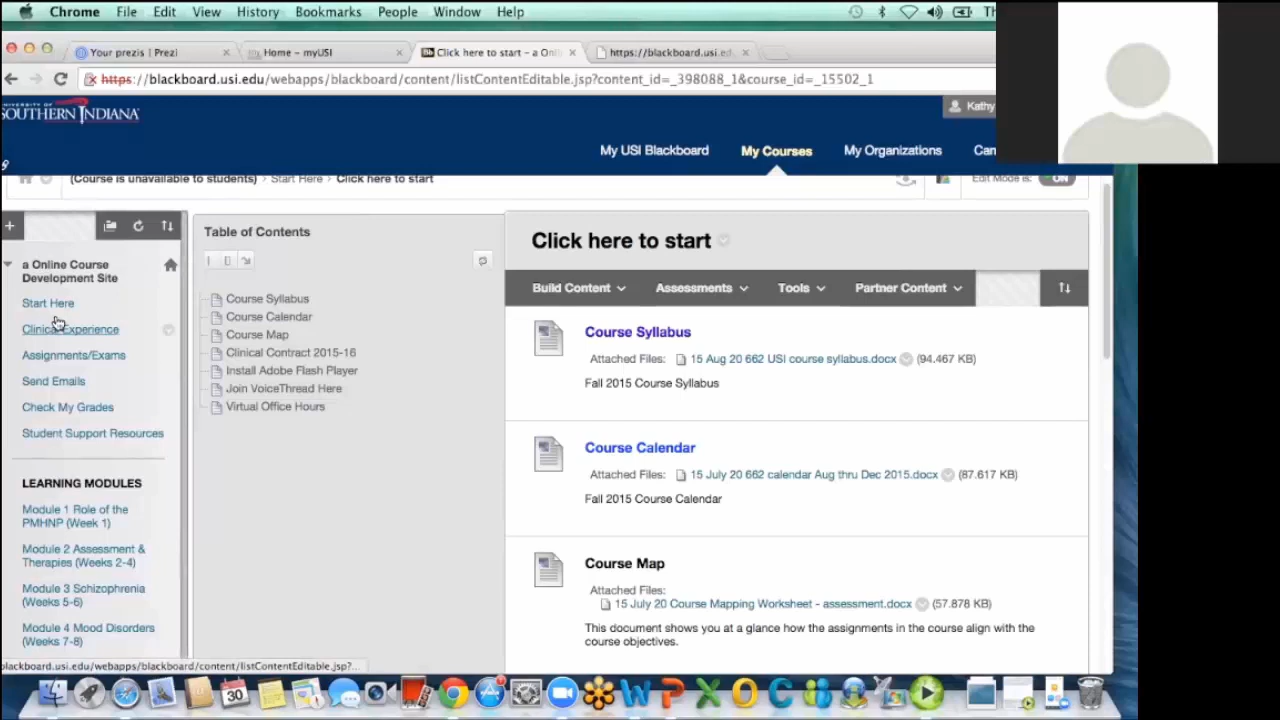 Chrome File Edit View History Bookmarks People Window Help
Your prezis | Prezi
Home – myUSI
Click here to start – a Onl
https://blackboard.usi.ed
https://blackboard.usi.edu/webapps/blackboard/content/listContentEditable.jsp?content_id=_398088_1&course_id=_15502_1
SOUTHERN INDIANA
Kathy
My USI Blackboard My Courses My Organizations Can
(Course is unavailable to students) Start Here Click here to start
Edit Mode is: ON
a Online Course
Development Site
Start Here
Clinical Experience
Assignments/Exams
Send Emails
Check My Grades
Student Support Resources
LEARNING MODULES
Module 1 Role of the
PMHNP (Week 1)
Module 2 Assessment &
Therapies (Weeks 2-4)
Module 3 Schizophrenia
(Weeks 5-6)
Module 4 Mood Disorders
(Weeks 7-8)
Table of Contents
Course Syllabus
Course Calendar
Course Map
Clinical Contract 2015-16
Install Adobe Flash Player
Join VoiceThread Here
Virtual Office Hours
Click here to start
Build Content Assessments Tools Partner Content
Course Syllabus
Attached Files: 15 Aug 20 662 USI course syllabus.docx (94.467 KB)
Fall 2015 Course Syllabus
Course Calendar
Attached Files: 15 July 20 662 calendar Aug thru Dec 2015.docx (87.617 KB)
Fall 2015 Course Calendar
Course Map
Attached Files:
15 July 20 Course Mapping Worksheet - assessment.docx (57.878 KB)
This document shows you at a glance how the assignments in the course align with the
course objectives.
blackboard.usi.edu/webapps/blackboard/content/listContentEditable.jsp?...
30